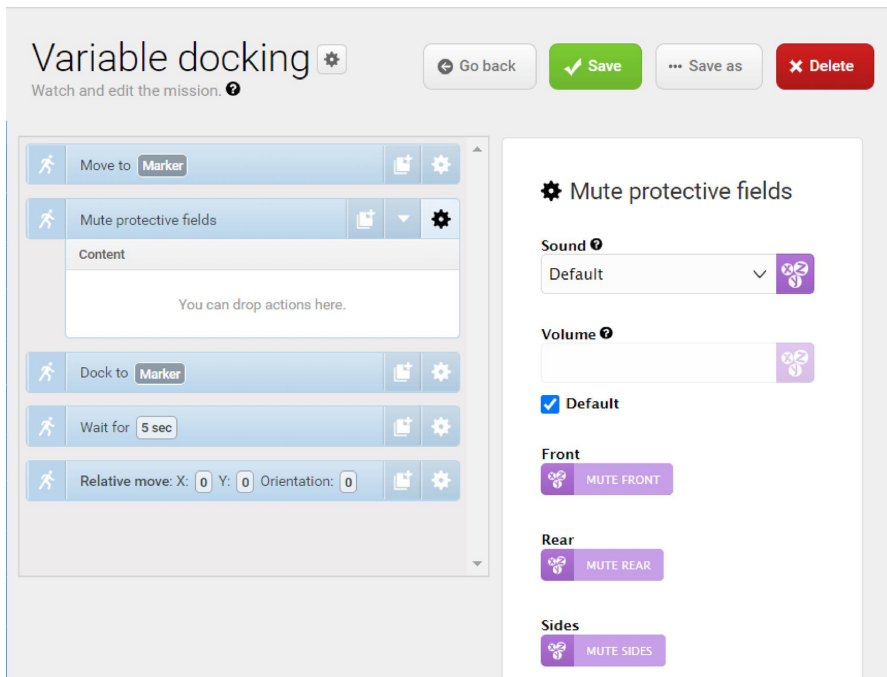 Variable docking
Watch and edit the mission.
Go back
Save
Save as
Delete
Move to Marker
Mute protective fields
Content
You can drop actions here.
Dock to Marker
Wait for 5 sec
Relative move: X: 0 Y: 0 Orientation: 0
Mute protective fields
Sound
Default
Volume
Default
Front
MUTE FRONT
Rear
MUTE REAR
Sides
MUTE SIDES